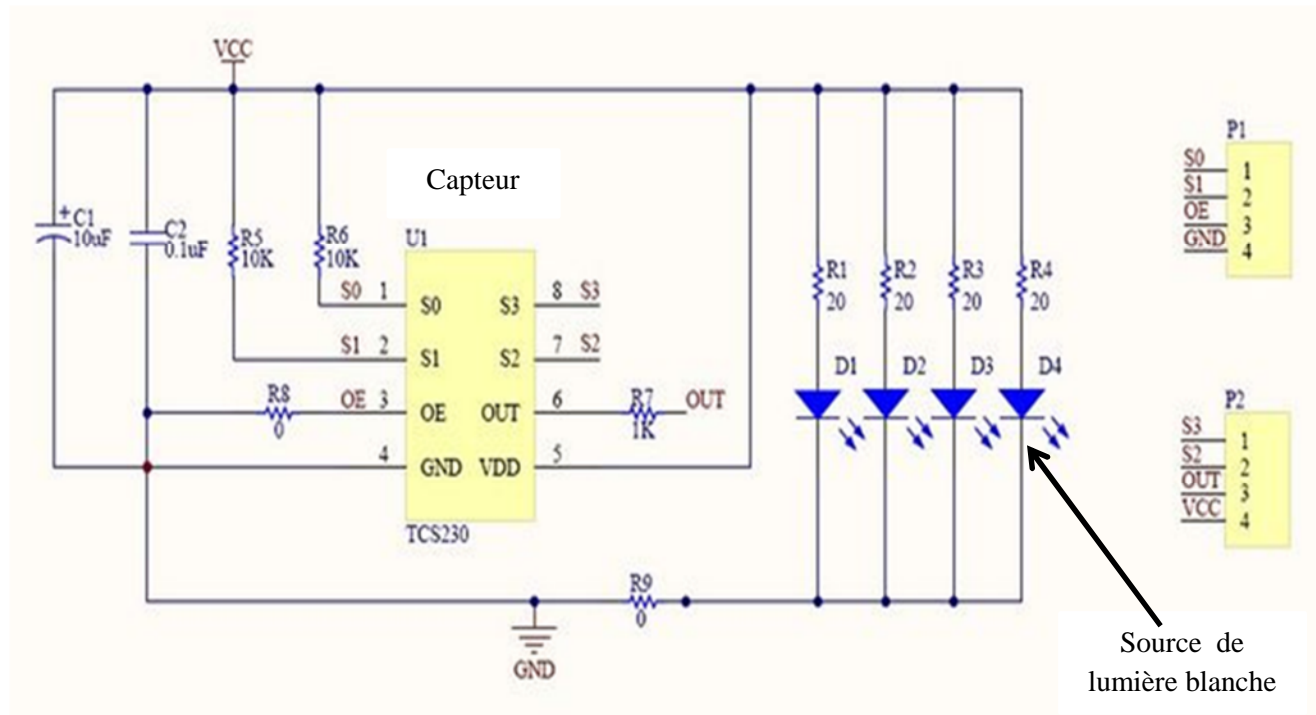 VCC
Capteur
C1
10uF
C2
0.1uF
R5
10K
R6
10K
U1
S0 1 S0 S3 8 S3
S1 2 S1 S2 7 S2
R8
0
OE 3 OE OUT 6
R7
1K
OUT
4 GND VDD 5
TCS230
R9
0
GND
R1
20
R2
20
R3
20
R4
20
D1
D2
D3
D4
P1
S0 1
S1 2
OE 3
GND 4
P2
S3 1
S2 2
OUT 3
VCC 4
Source de
lumière blanche